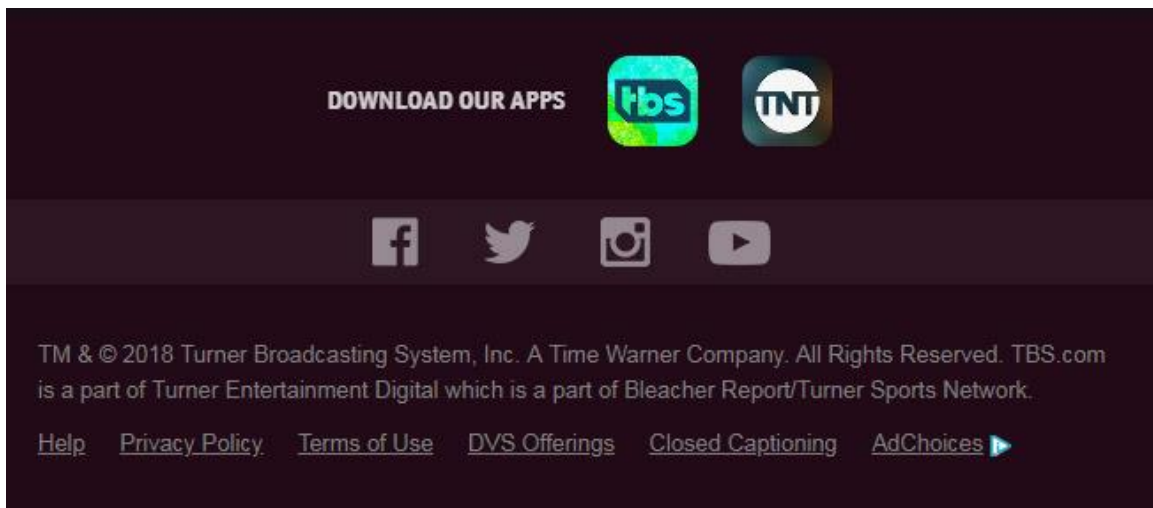 DOWNLOAD OUR APPS tbs TNT
TM & © 2018 Turner Broadcasting System, Inc. A Time Warner Company. All Rights Reserved. TBS.com
is a part of Turner Entertainment Digital which is a part of Bleacher Report/Turner Sports Network.
Help Privacy Policy Terms of Use DVS Offerings Closed Captioning AdChoices